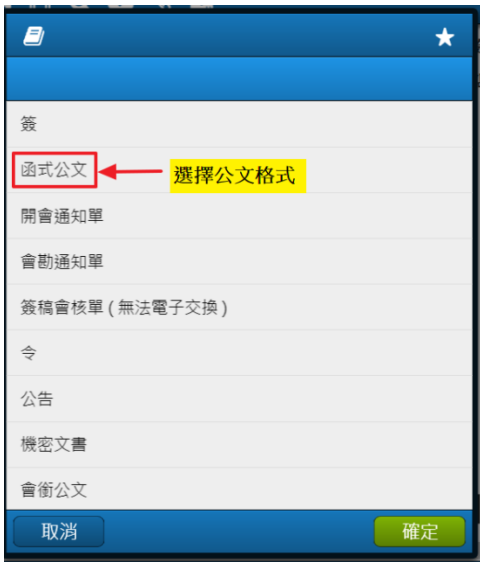 簽
函式公文
選擇公文格式
開會通知單
會勘通知單
簽稿會核單 ( 無法電子交換 )
令
公告
機密文書
會銜公文
取消
確定